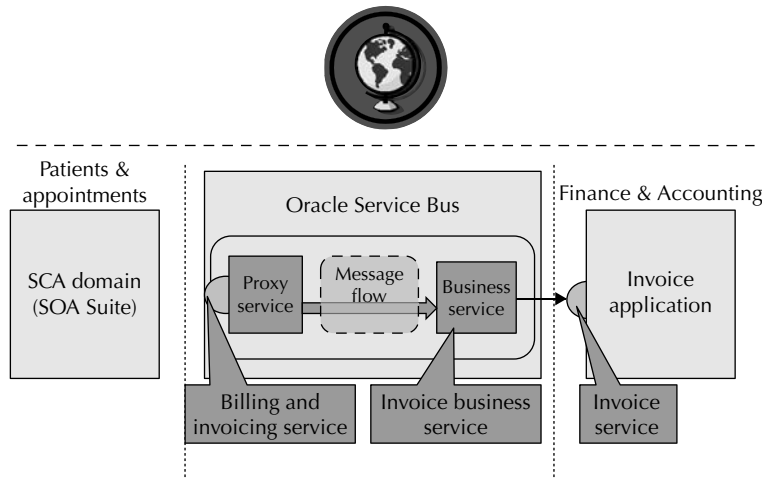 Patients &
appointments
SCA domain
(SOA Suite)
Oracle Service Bus
Proxy
service
Message
flow
Business
service
Billing and
invoicing service
Invoice business
service
Finance & Accounting
Invoice
application
Invoice
service